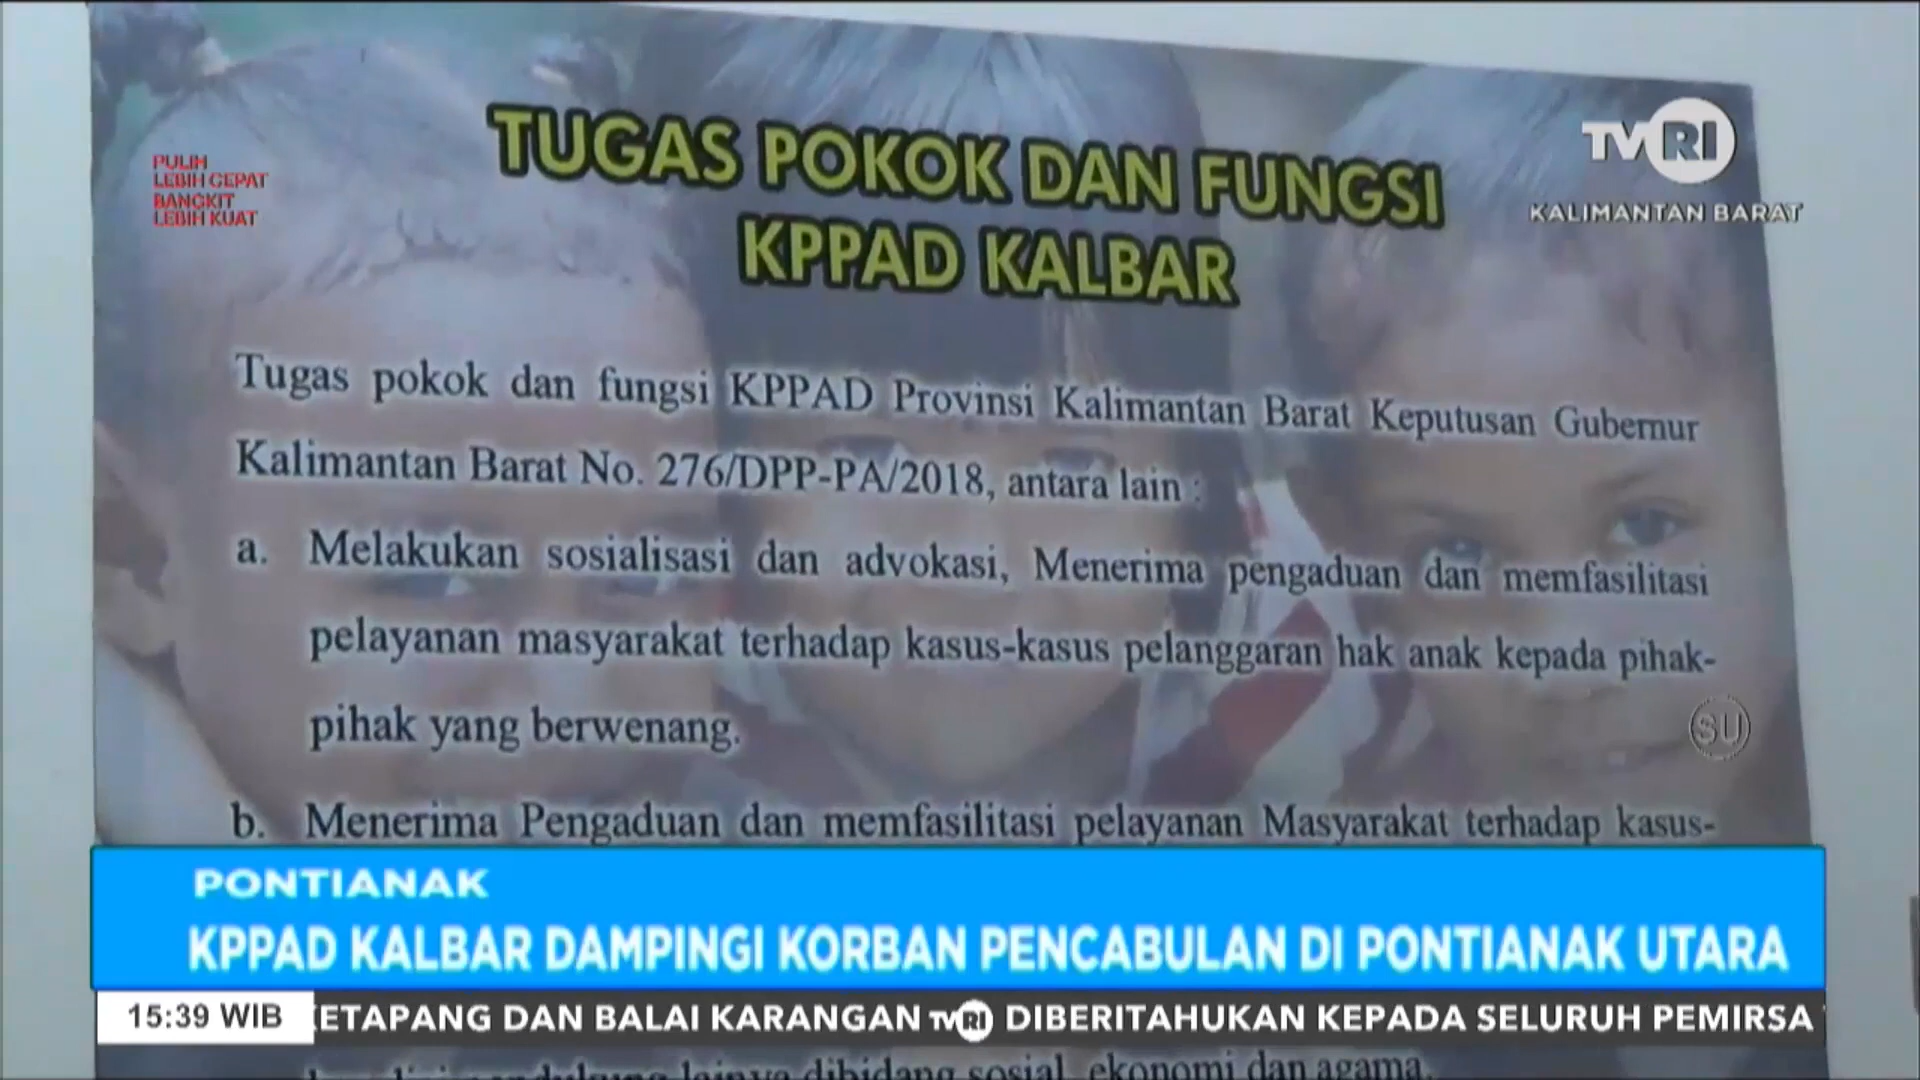 TUGAS POKOK DAN FUNGSI
KPPAD KALBAR
PULIH
LEBIH CEPAT
BANGKIT
LEBIH KUAT
TVRI
KALIMANTAN BARAT
Tugas pokok dan fungsi KPPAD Provinsi Kalimantan Barat Keputusan Gubernur
Kalimantan Barat No. 276/DPP-PA/2018, antara lain :
a. Melakukan sosialisasi dan advokasi, Menerima pengaduan dan memfasilitasi
pelayanan masyarakat terhadap kasus-kasus pelanggaran hak anak kepada pihak-
pihak yang berwenang.
SU
b. Menerima Pengaduan dan memfasilitasi pelayanan Masyarakat terhadap kasus-
PONTIANAK
KPPAD KALBAR DAMPINGI KORBAN PENCABULAN DI PONTIANAK UTARA
15:39 WIB ETAPANG DAN BALAI KARANGAN TVRI DIBERITAHUKAN KEPADA SELURUH PEMIRSA
lainya dibidang sosial, ekonomi dan agama.